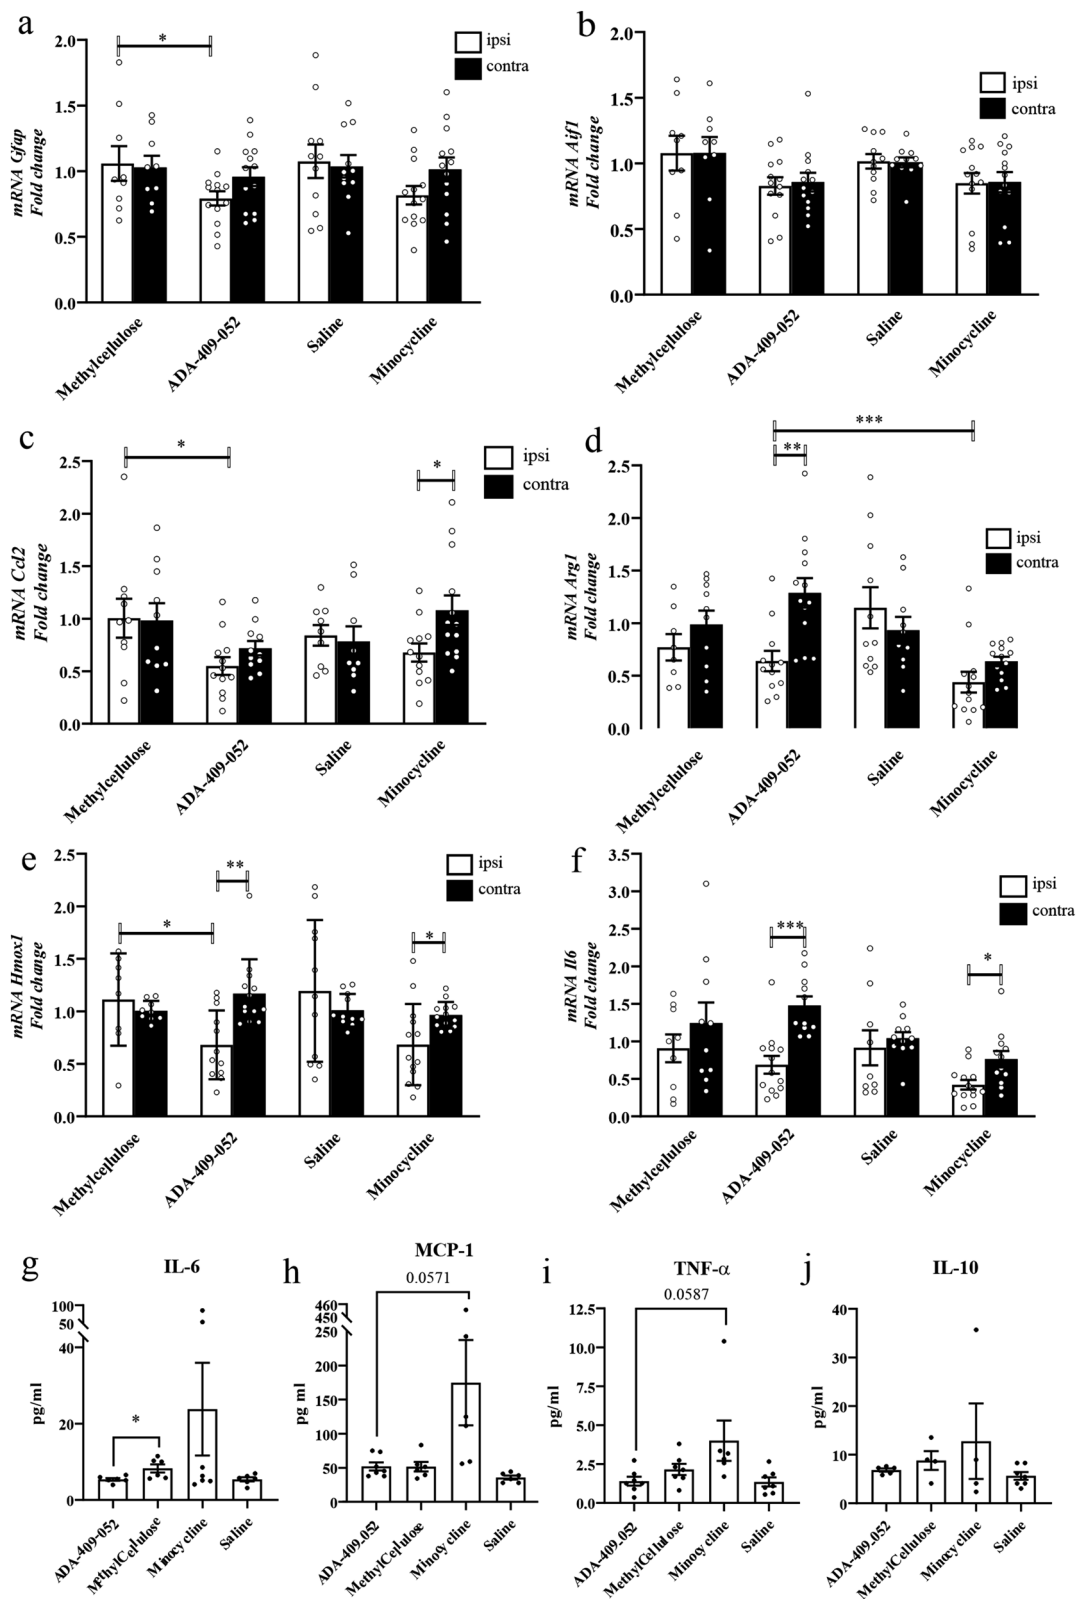 a
mRNA Gfap
Fold change
2.0
1.5
1.0
0.5
0.0
*
ipsi
contra
Methylcellulose
ADA-409-052
Saline
Minocycline
b
mRNA Aif1
Fold change
2.0
1.5
1.0
0.5
0.0
ipsi
contra
Methylcellulose
ADA-409-052
Saline
Minocycline
c
mRNA Ccl2
Fold change
2.5
2.0
1.5
1.0
0.5
0.0
*
*
ipsi
contra
Methylcellulose
ADA-409-052
Saline
Minocycline
d
mRNA Arg1
Fold change
2.5
2.0
1.5
1.0
0.5
0.0
***
**
ipsi
contra
Methylcellulose
ADA-409-052
Saline
Minocycline
e
mRNA Hmox1
Fold change
2.5
2.0
1.5
1.0
0.5
0.0
*
**
*
ipsi
contra
Methylcellulose
ADA-409-052
Saline
Minocycline
f
mRNA Il6
Fold change
3.5
3.0
2.5
2.0
1.5
1.0
0.5
0.0
***
*
ipsi
contra
Methylcellulose
ADA-409-052
Saline
Minocycline
g
IL-6
pg/ml
100
50
40
20
0
*
ADA-409-052
MethylCellulose
Minocycline
Saline
h
MCP-1
0.0571
pg/ml
460
450
250
200
150
100
50
0
ADA-409-052
MethylCellulose
Minocycline
Saline
i
TNF-α
0.0587
pg/ml
12.5
10.0
7.5
5.0
2.5
0.0
ADA-409-052
MethylCellulose
Minocycline
Saline
j
IL-10
pg/ml
40
30
20
10
0
ADA-409-052
MethylCellulose
Minocycline
Saline